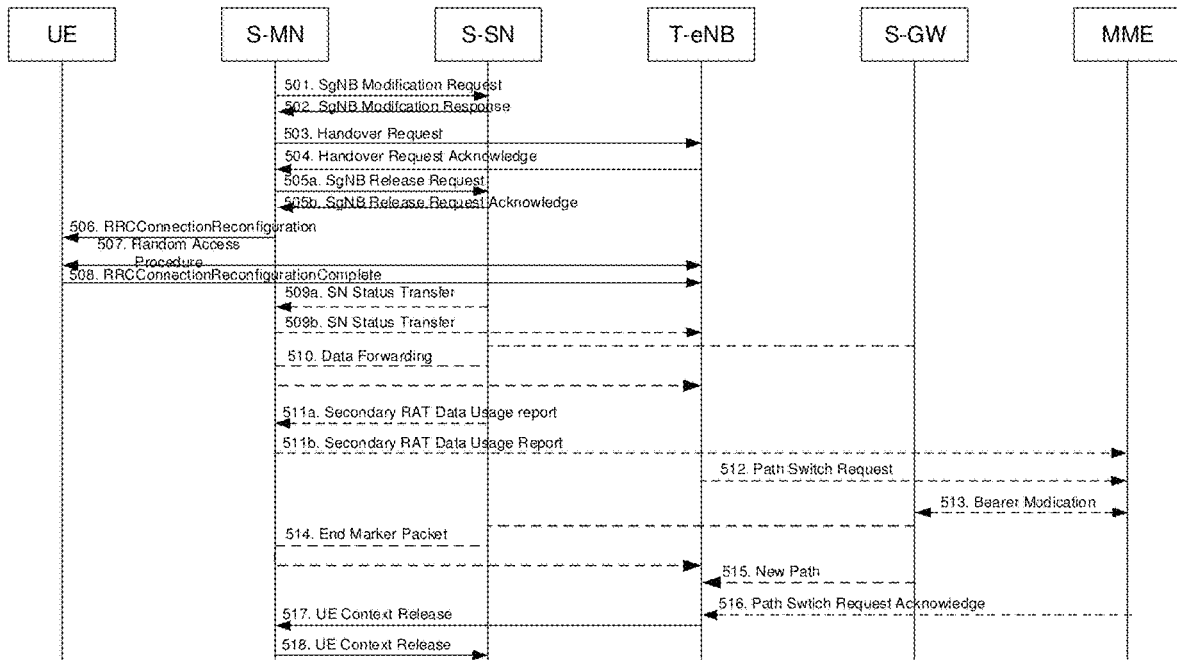 UE
S-MN
S-SN
T-eNB
S-GW
MME
501. SgNB Modification Request
502. SgNB Modifcation Response
503. Handover Request
504. Handover Request Acknowledge
505a. SgNB Release Request
505b. SgNB Release Request Acknowledge
506. RRCConnectionReconfiguration
507. Random Access
Procedure
508. RRCConnectionReconfigurationComplete
509a. SN Status Transfer
509b. SN Status Transfer
510. Data Forwarding
511a. Secondary RAT Data Usage report
511b. Secondary RAT Data Usage Report
512. Path Switch Request
513. Bearer Modication
514. End Marker Packet
515. New Path
516. Path Swtich Request Acknowledge
517. UE Context Release
518. UE Context Release